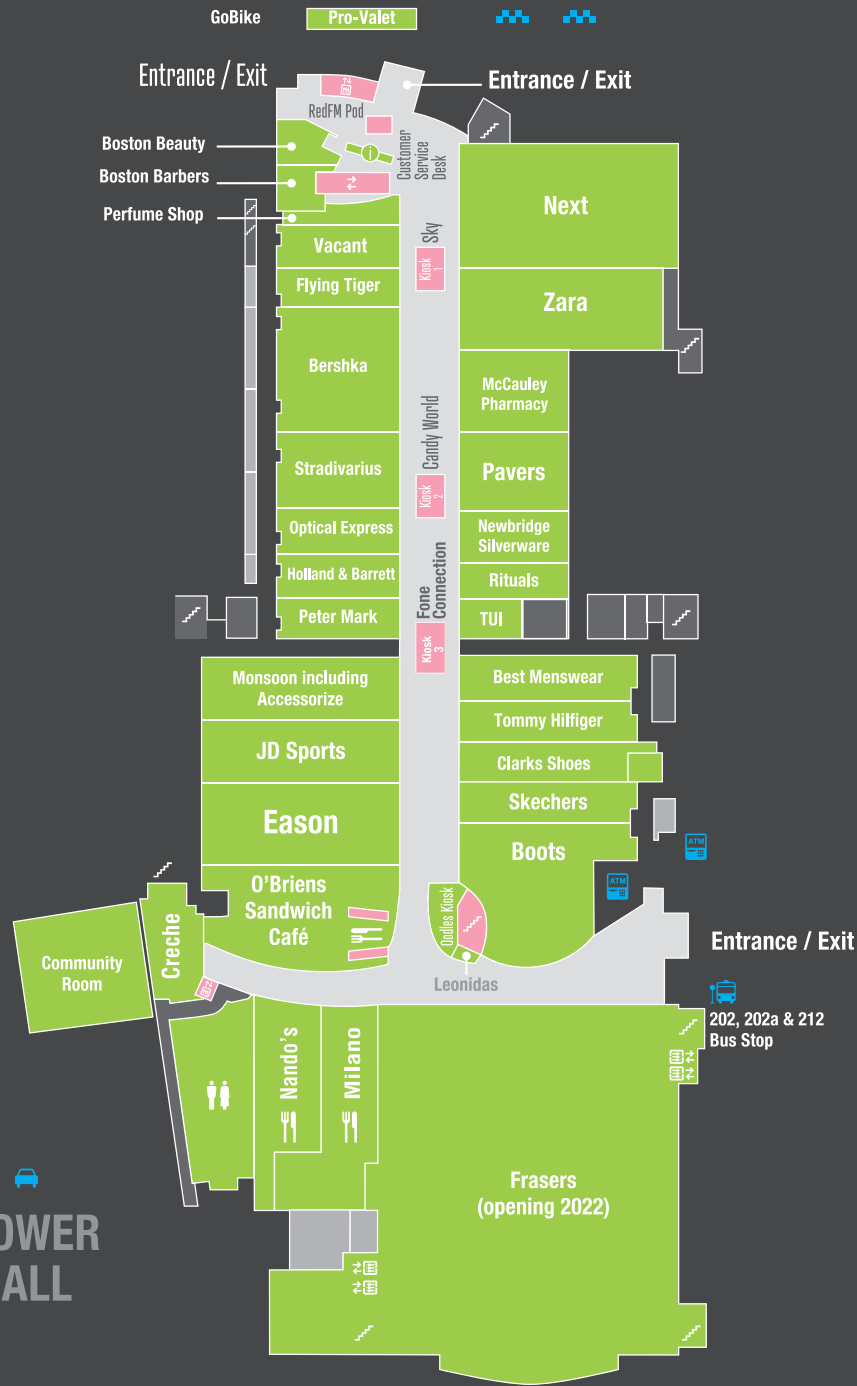 GoBike
Pro-Valet
Entrance / Exit
Entrance / Exit
RedFM Pod
Boston Beauty
Boston Barbers
Perfume Shop
i
Customer
Service
Desk
Next
Sky
Kiosk
1
Vacant
Flying Tiger
Zara
Bershka
McCauley
Pharmacy
Candy World
Kiosk
2
Stradivarius
Pavers
Optical Express
Newbridge
Silverware
Holland & Barrett
Rituals
Fone
Connection
Kiosk
3
Peter Mark
TUI
Monsoon including
Accessorize
Best Menswear
Tommy Hilfiger
JD Sports
Clarks Shoes
Skechers
Eason
Boots
ATM
ATM
O'Briens
Sandwich
Café
Oodles Kiosk
Leonidas
Creche
Community
Room
Entrance / Exit
202, 202a & 212
Bus Stop
Nando's
Milano
Frasers
(opening 2022)
OWER
ALL